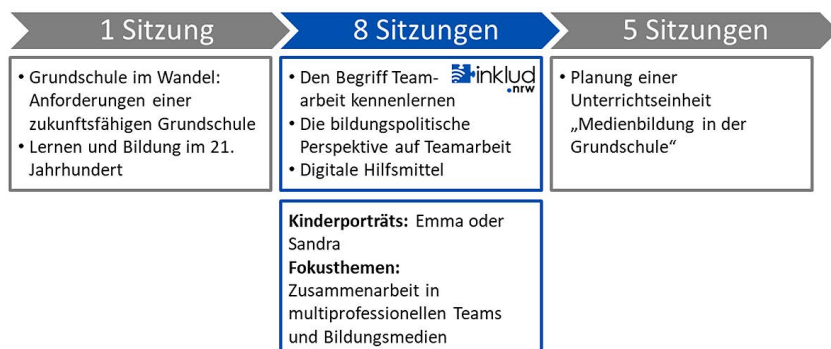 1 Sitzung
8 Sitzungen
5 Sitzungen
• Grundschule im Wandel:
Anforderungen einer
zukunftsfähigen Grundschule
• Lernen und Bildung im 21.
Jahrhundert
• Den Begriff Team-
arbeit kennenlernen
• Die bildungspolitische
Perspektive auf Teamarbeit
• Digitale Hilfsmittel
inklud
.nrw
• Planung einer
Unterrichtseinheit
„Medienbildung in der
Grundschule“
Kinderporträts: Emma oder
Sandra
Fokusthemen:
Zusammenarbeit in
multiprofessionellen Teams
und Bildungsmedien